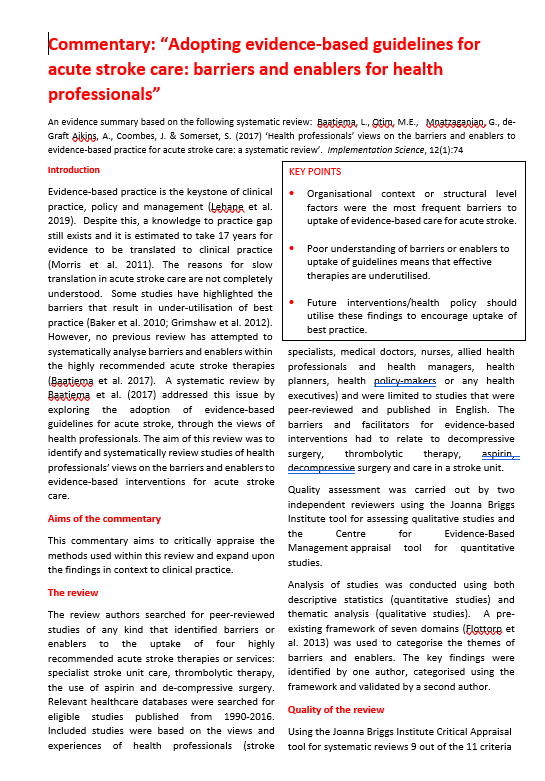 Commentary: “Adopting evidence-based guidelines for
acute stroke care: barriers and enablers for health
professionals”
An evidence summary based on the following systematic review: Baatiema, L., Otim, M.E., Mnatzaganian, G., de-
Graft Aikins, A., Coombes, J. & Somerset, S. (2017) ‘Health professionals’ views on the barriers and enablers to
evidence-based practice for acute stroke care: a systematic review’. Implementation Science, 12(1):74
Introduction
Evidence-based practice is the keystone of clinical
practice, policy and management (Lehane et al.
2019). Despite this, a knowledge to practice gap
still exists and it is estimated to take 17 years for
evidence to be translated to clinical practice
(Morris et al. 2011). The reasons for slow
translation in acute stroke care are not completely
understood. Some studies have highlighted the
barriers that result in under-utilisation of best
practice (Baker et al. 2010; Grimshaw et al. 2012).
However, no previous review has attempted to
systematically analyse barriers and enablers within
the highly recommended acute stroke therapies
(Baatiema et al. 2017). A systematic review by
Baatiema et al. (2017) addressed this issue by
exploring the adoption of evidence-based
guidelines for acute stroke, through the views of
health professionals. The aim of this review was to
identify and systematically review studies of health
professionals’ views on the barriers and enablers to
evidence-based interventions for acute stroke
care.
Aims of the commentary
This commentary aims to critically appraise the
methods used within this review and expand upon
the findings in context to clinical practice.
The review
The review authors searched for peer-reviewed
studies of any kind that identified barriers or
enablers to the uptake of four highly
recommended acute stroke therapies or services:
specialist stroke unit care, thrombolytic therapy,
the use of aspirin and de-compressive surgery.
Relevant healthcare databases were searched for
eligible studies published from 1990-2016.
Included studies were based on the views and
experiences of health professionals (stroke
KEY POINTS
• Organisational context or structural level
factors were the most frequent barriers to
uptake of evidence-based care for acute stroke.
• Poor understanding of barriers or enablers to
uptake of guidelines means that effective
therapies are underutilised.
• Future interventions/health policy should
utilise these findings to encourage uptake of
best practice.
specialists, medical doctors, nurses, allied health
professionals and health managers, health
planners, health policy-makers or any health
executives) and were limited to studies that were
peer-reviewed and published in English. The
barriers and facilitators for evidence-based
interventions had to relate to decompressive
surgery, thrombolytic therapy, aspirin,
decompressive surgery and care in a stroke unit.
Quality assessment was carried out by two
independent reviewers using the Joanna Briggs
Institute tool for assessing qualitative studies and
the Centre for Evidence-Based
Management appraisal tool for quantitative
studies.
Analysis of studies was conducted using both
descriptive statistics (quantitative studies) and
thematic analysis (qualitative studies). A pre-
existing framework of seven domains (Flottorp et
al. 2013) was used to categorise the themes of
barriers and enablers. The key findings were
identified by one author, categorised using the
framework and validated by a second author.
Quality of the review
Using the Joanna Briggs Institute Critical Appraisal
tool for systematic reviews 9 out of the 11 criteria